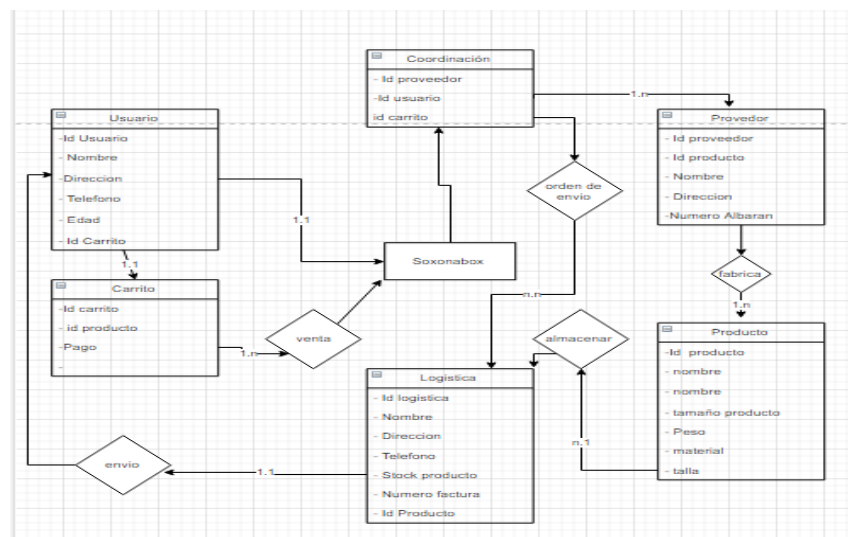 Coordinación
- Id proveedor
-Id usuario
id carrito
1.n
Usuario
-Id Usuario
- Nombre
-Direccion
- Telefono
- Edad
- Id Carrito
1.1
1.1
Provedor
- Id proveedor
- Id producto
- Nombre
- Direccion
-Numero Albaran
orden de
envio
Soxonabox
fabrica
1.n
Carrito
-Id carrito
- id producto
-Pago
-
1.n
venta
n.n
almacenar
Producto
-Id producto
- nombre
- nombre
- tamaño producto
- Peso
- material
- talla
n.1
Logistica
- Id logistica
- Nombre
- Direccion
- Telefono
- Stock producto
- Numero factura
- Id Producto
1.1
envio